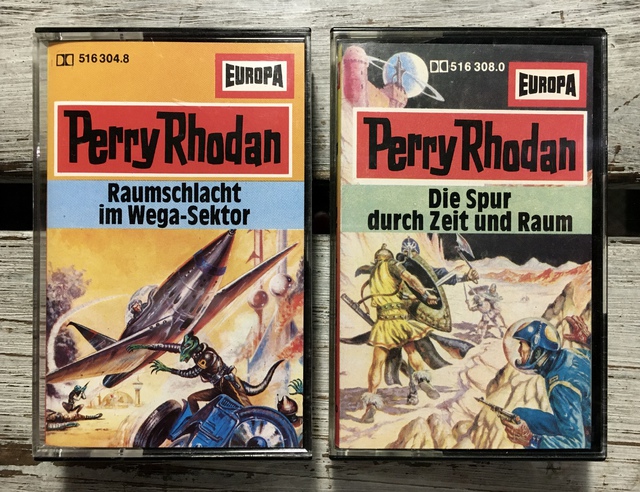 516 304.8
EUROPA
Perry Rhodan
Raumschlacht
im Wega-Sektor
516 308.0
EUROPA
Perry Rhodan
Die Spur
durch Zeit und Raum